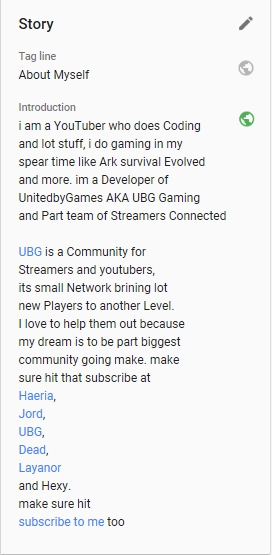 Story
Tag line
About Myself
Introduction
i am a YouTuber who does Coding
and lot stuff, i do gaming in my
spear time like Ark survival Evolved
and more. im a Developer of
UnitedbyGames AKA UBG Gaming
and Part team of Streamers Connected
UBG is a Community for
Streamers and youtubers,
its small Network brining lot
new Players to another Level.
I love to help them out because
my dream is to be part biggest
community going make. make
sure hit that subscribe at
Haeria,
Jord,
UBG,
Dead,
Layanor
and Hexy.
make sure hit
subscribe to me too